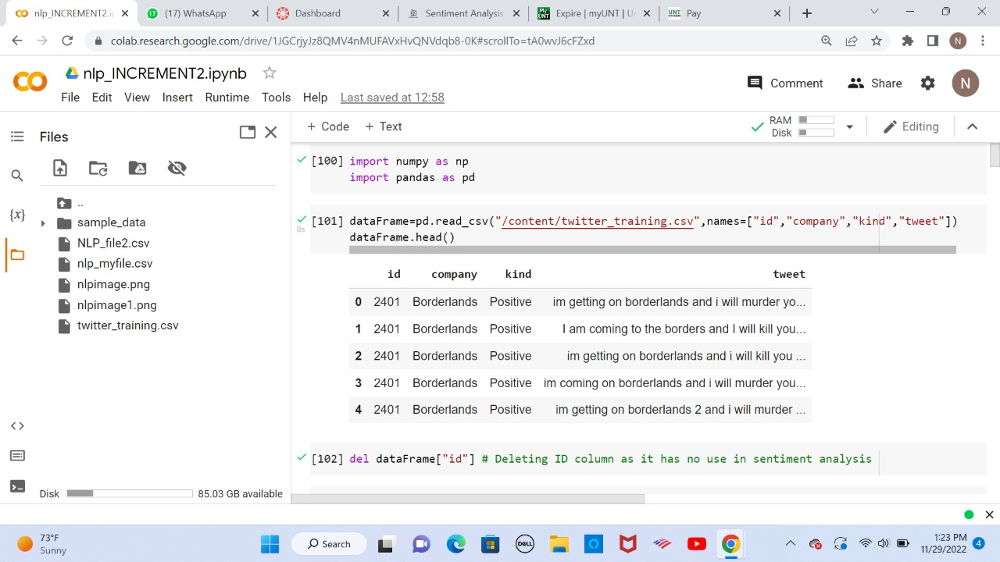 nlp_INCREMENT2.i
(17) WhatsApp
Dashboard
Sentiment Analysis
Expire | myUNT | U
Pay
colab.research.google.com/drive/1JGCrjyJz8QMV4nMUFAVxHvQNVdqb8-0K#scrollTo=tA0wvJ6cFZxd
N
nlp_INCREMENT2.ipynb
Comment
Share
N
File Edit View Insert Runtime Tools Help Last saved at 12:58
Files
+ Code + Text
RAM
Disk
Editing
..
sample_data
NLP_file2.csv
nlp_myfile.csv
nlpimage.png
nlpimage1.png
twitter_training.csv
Disk 85.03 GB available
[100] import numpy as np
import pandas as pd
[101] dataFrame=pd.read_csv("/content/twitter_training.csv",names=["id","company","kind","tweet"])
0s
dataFrame.head()
id company kind tweet
0 2401 Borderlands Positive im getting on borderlands and i will murder yo...
1 2401 Borderlands Positive I am coming to the borders and I will kill you...
2 2401 Borderlands Positive im getting on borderlands and i will kill you ...
3 2401 Borderlands Positive im coming on borderlands and i will murder you...
4 2401 Borderlands Positive im getting on borderlands 2 and i will murder ...
[102] del dataFrame["id"] # Deleting ID column as it has no use in sentiment analysis
73°F
Sunny
Search
DELL
1:23 PM
11/29/2022
4